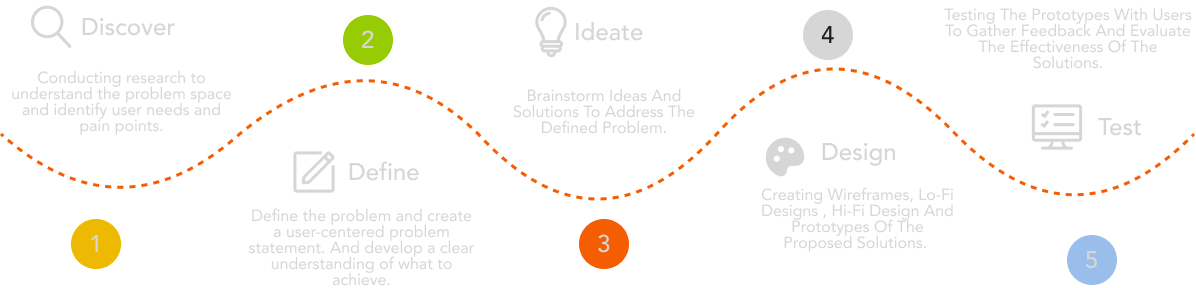 Discover
Conducting research to
understand the problem space
and identify user needs and
pain points.
1
2
Define
Define the problem and create
a user-centered problem
statement. And develop a clear
understanding of what to
achieve.
Ideate
Brainstorm Ideas And
Solutions To Address The
Defined Problem.
3
4
Design
Creating Wireframes, Lo-Fi
Designs , Hi-Fi Design And
Prototypes Of The
Proposed Solutions.
Testing The Prototypes With Users
To Gather Feedback And Evaluate
The Effectiveness Of The
Solutions.
Test
5